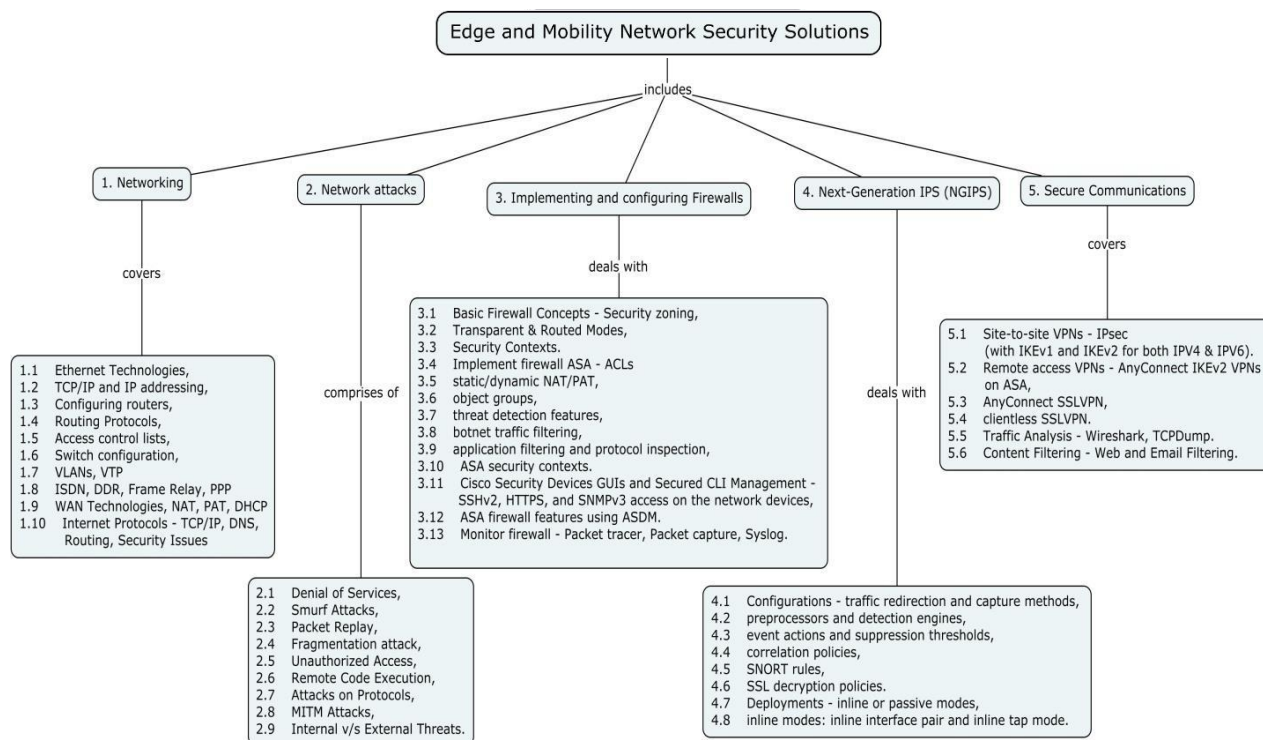 Edge and Mobility Network Security Solutions
includes
1. Networking
2. Network attacks
3. Implementing and configuring Firewalls
4. Next-Generation IPS (NGIPS)
5. Secure Communications
covers
comprises of
deals with
deals with
covers
1.1 Ethernet Technologies,
1.2 TCP/IP and IP addressing,
1.3 Configuring routers,
1.4 Routing Protocols,
1.5 Access control lists,
1.6 Switch configuration,
1.7 VLANs, VTP
1.8 ISDN, DDR, Frame Relay, PPP
1.9 WAN Technologies, NAT, PAT, DHCP
1.10 Internet Protocols - TCP/IP, DNS,
Routing, Security Issues
2.1 Denial of Services,
2.2 Smurf Attacks,
2.3 Packet Replay,
2.4 Fragmentation attack,
2.5 Unauthorized Access,
2.6 Remote Code Execution,
2.7 Attacks on Protocols,
2.8 MITM Attacks,
2.9 Internal v/s External Threats.
3.1 Basic Firewall Concepts - Security zoning,
3.2 Transparent & Routed Modes,
3.3 Security Contexts.
3.4 Implement firewall ASA - ACLs
3.5 static/dynamic NAT/PAT,
3.6 object groups,
3.7 threat detection features,
3.8 botnet traffic filtering,
3.9 application filtering and protocol inspection,
3.10 ASA security contexts.
3.11 Cisco Security Devices GUIs and Secured CLI Management -
SSHv2, HTTPS, and SNMPv3 access on the network devices,
3.12 ASA firewall features using ASDM.
3.13 Monitor firewall - Packet tracer, Packet capture, Syslog.
4.1 Configurations - traffic redirection and capture methods,
4.2 preprocessors and detection engines,
4.3 event actions and suppression thresholds,
4.4 correlation policies,
4.5 SNORT rules,
4.6 SSL decryption policies.
4.7 Deployments - inline or passive modes,
4.8 inline modes: inline interface pair and inline tap mode.
5.1 Site-to-site VPNs - IPsec
(with IKEv1 and IKEv2 for both IPV4 & IPV6).
5.2 Remote access VPNs - AnyConnect IKEv2 VPNs
on ASA,
5.3 AnyConnect SSLVPN,
5.4 clientless SSLVPN.
5.5 Traffic Analysis - Wireshark, TCPDump.
5.6 Content Filtering - Web and Email Filtering.